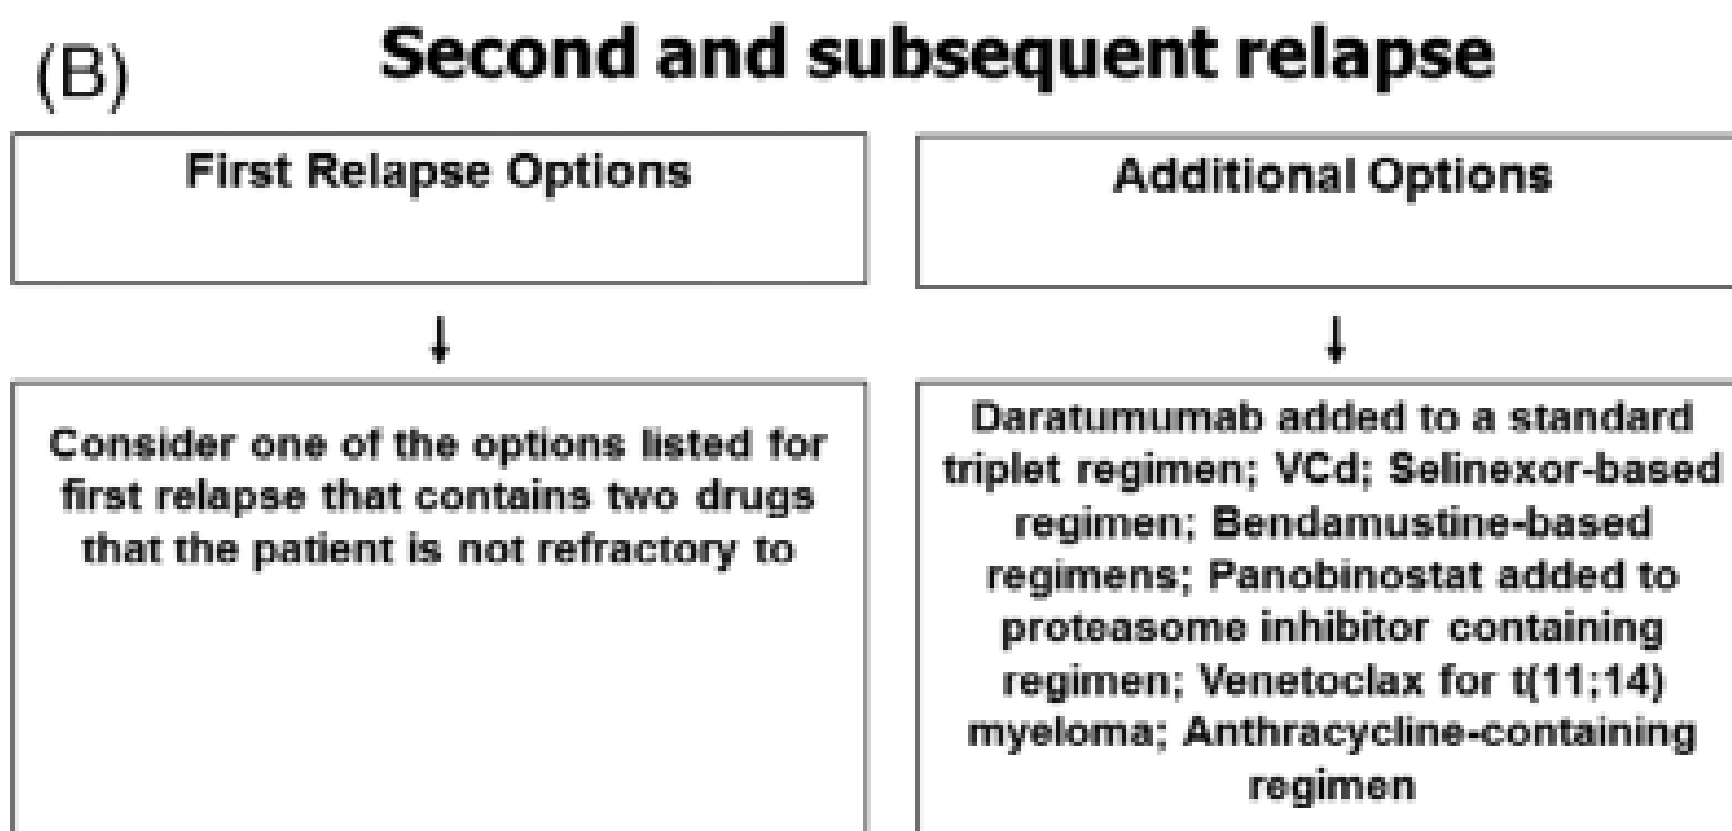 (B)
Second and subsequent relapse
First Relapse Options
Consider one of the options listed for
first relapse that contains two drugs
that the patient is not refractory to
Additional Options
Daratumumab added to a standard
triplet regimen; VCd; Selinexor-based
regimen; Bendamustine-based
regimens; Panobinostat added to
proteasome inhibitor containing
regimen; Venetoclax for t(11;14)
myeloma; Anthracycline-containing
regimen